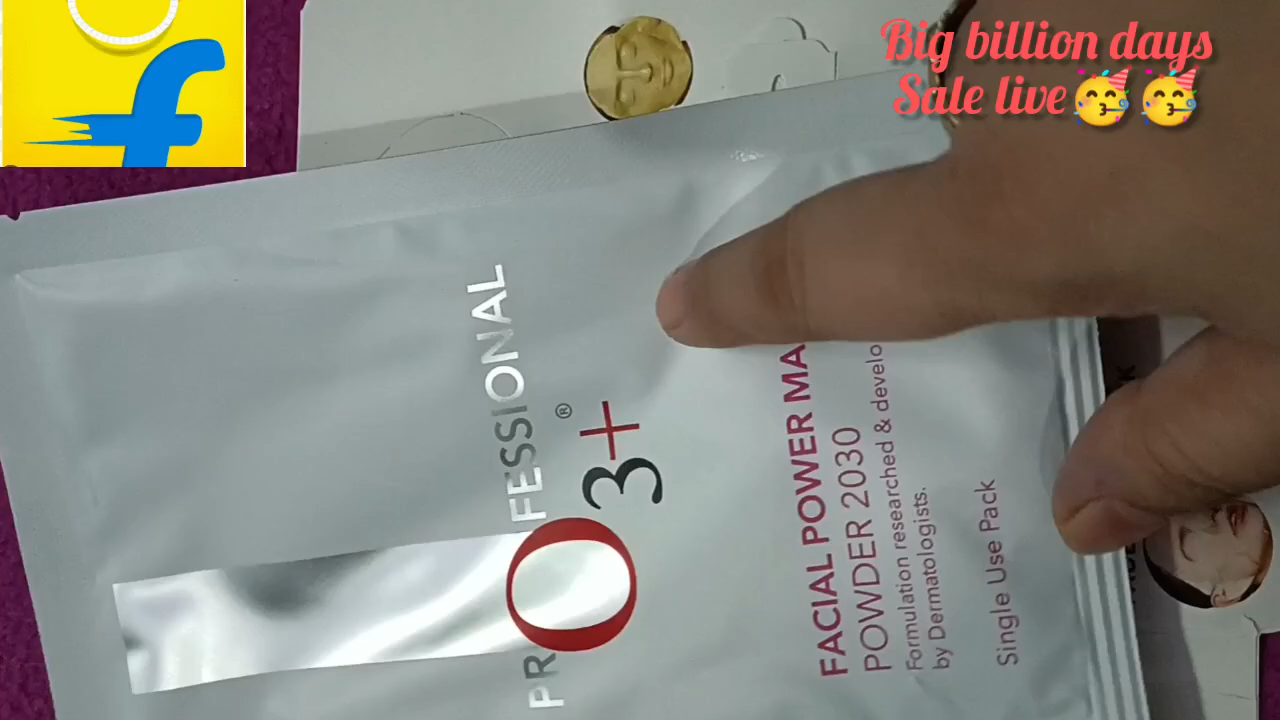 Big billion days
Sale live🥳🥳
f
PROFESSIONAL
®
O3+
FACIAL POWER MA
POWDER 2030
Formulation researched & develo
by Dermatologists.
Single Use Pack